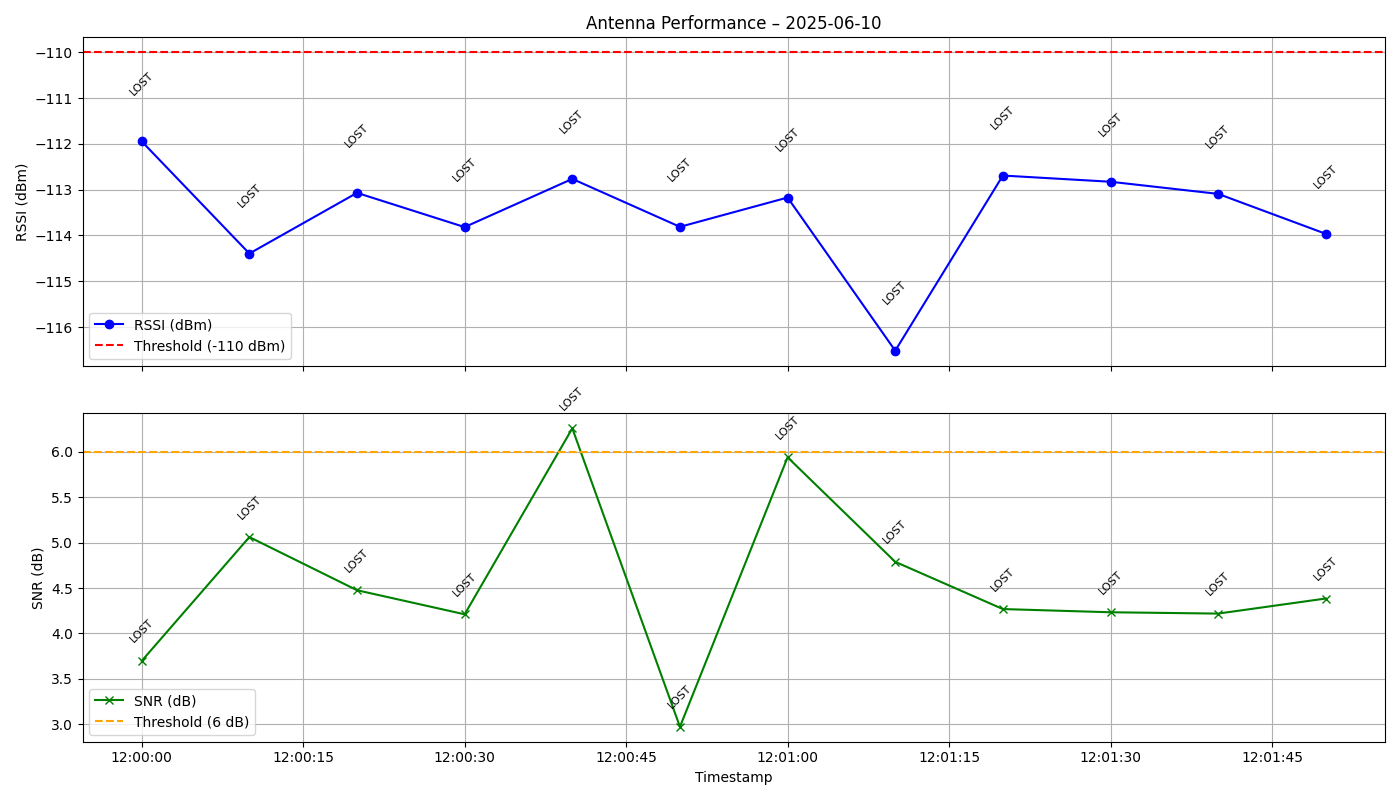 Antenna Performance – 2025-06-10
RSSI (dBm)
−110
−111
−112
−113
−114
−115
−116
LOST
LOST
LOST
LOST
LOST
LOST
LOST
LOST
LOST
LOST
LOST
LOST
RSSI (dBm)
Threshold (-110 dBm)
SNR (dB)
6.0
5.5
5.0
4.5
4.0
3.5
3.0
LOST
LOST
LOST
LOST
LOST
LOST
LOST
LOST
LOST
LOST
LOST
LOST
SNR (dB)
Threshold (6 dB)
12:00:00
12:00:15
12:00:30
12:00:45
12:01:00
12:01:15
12:01:30
12:01:45
Timestamp